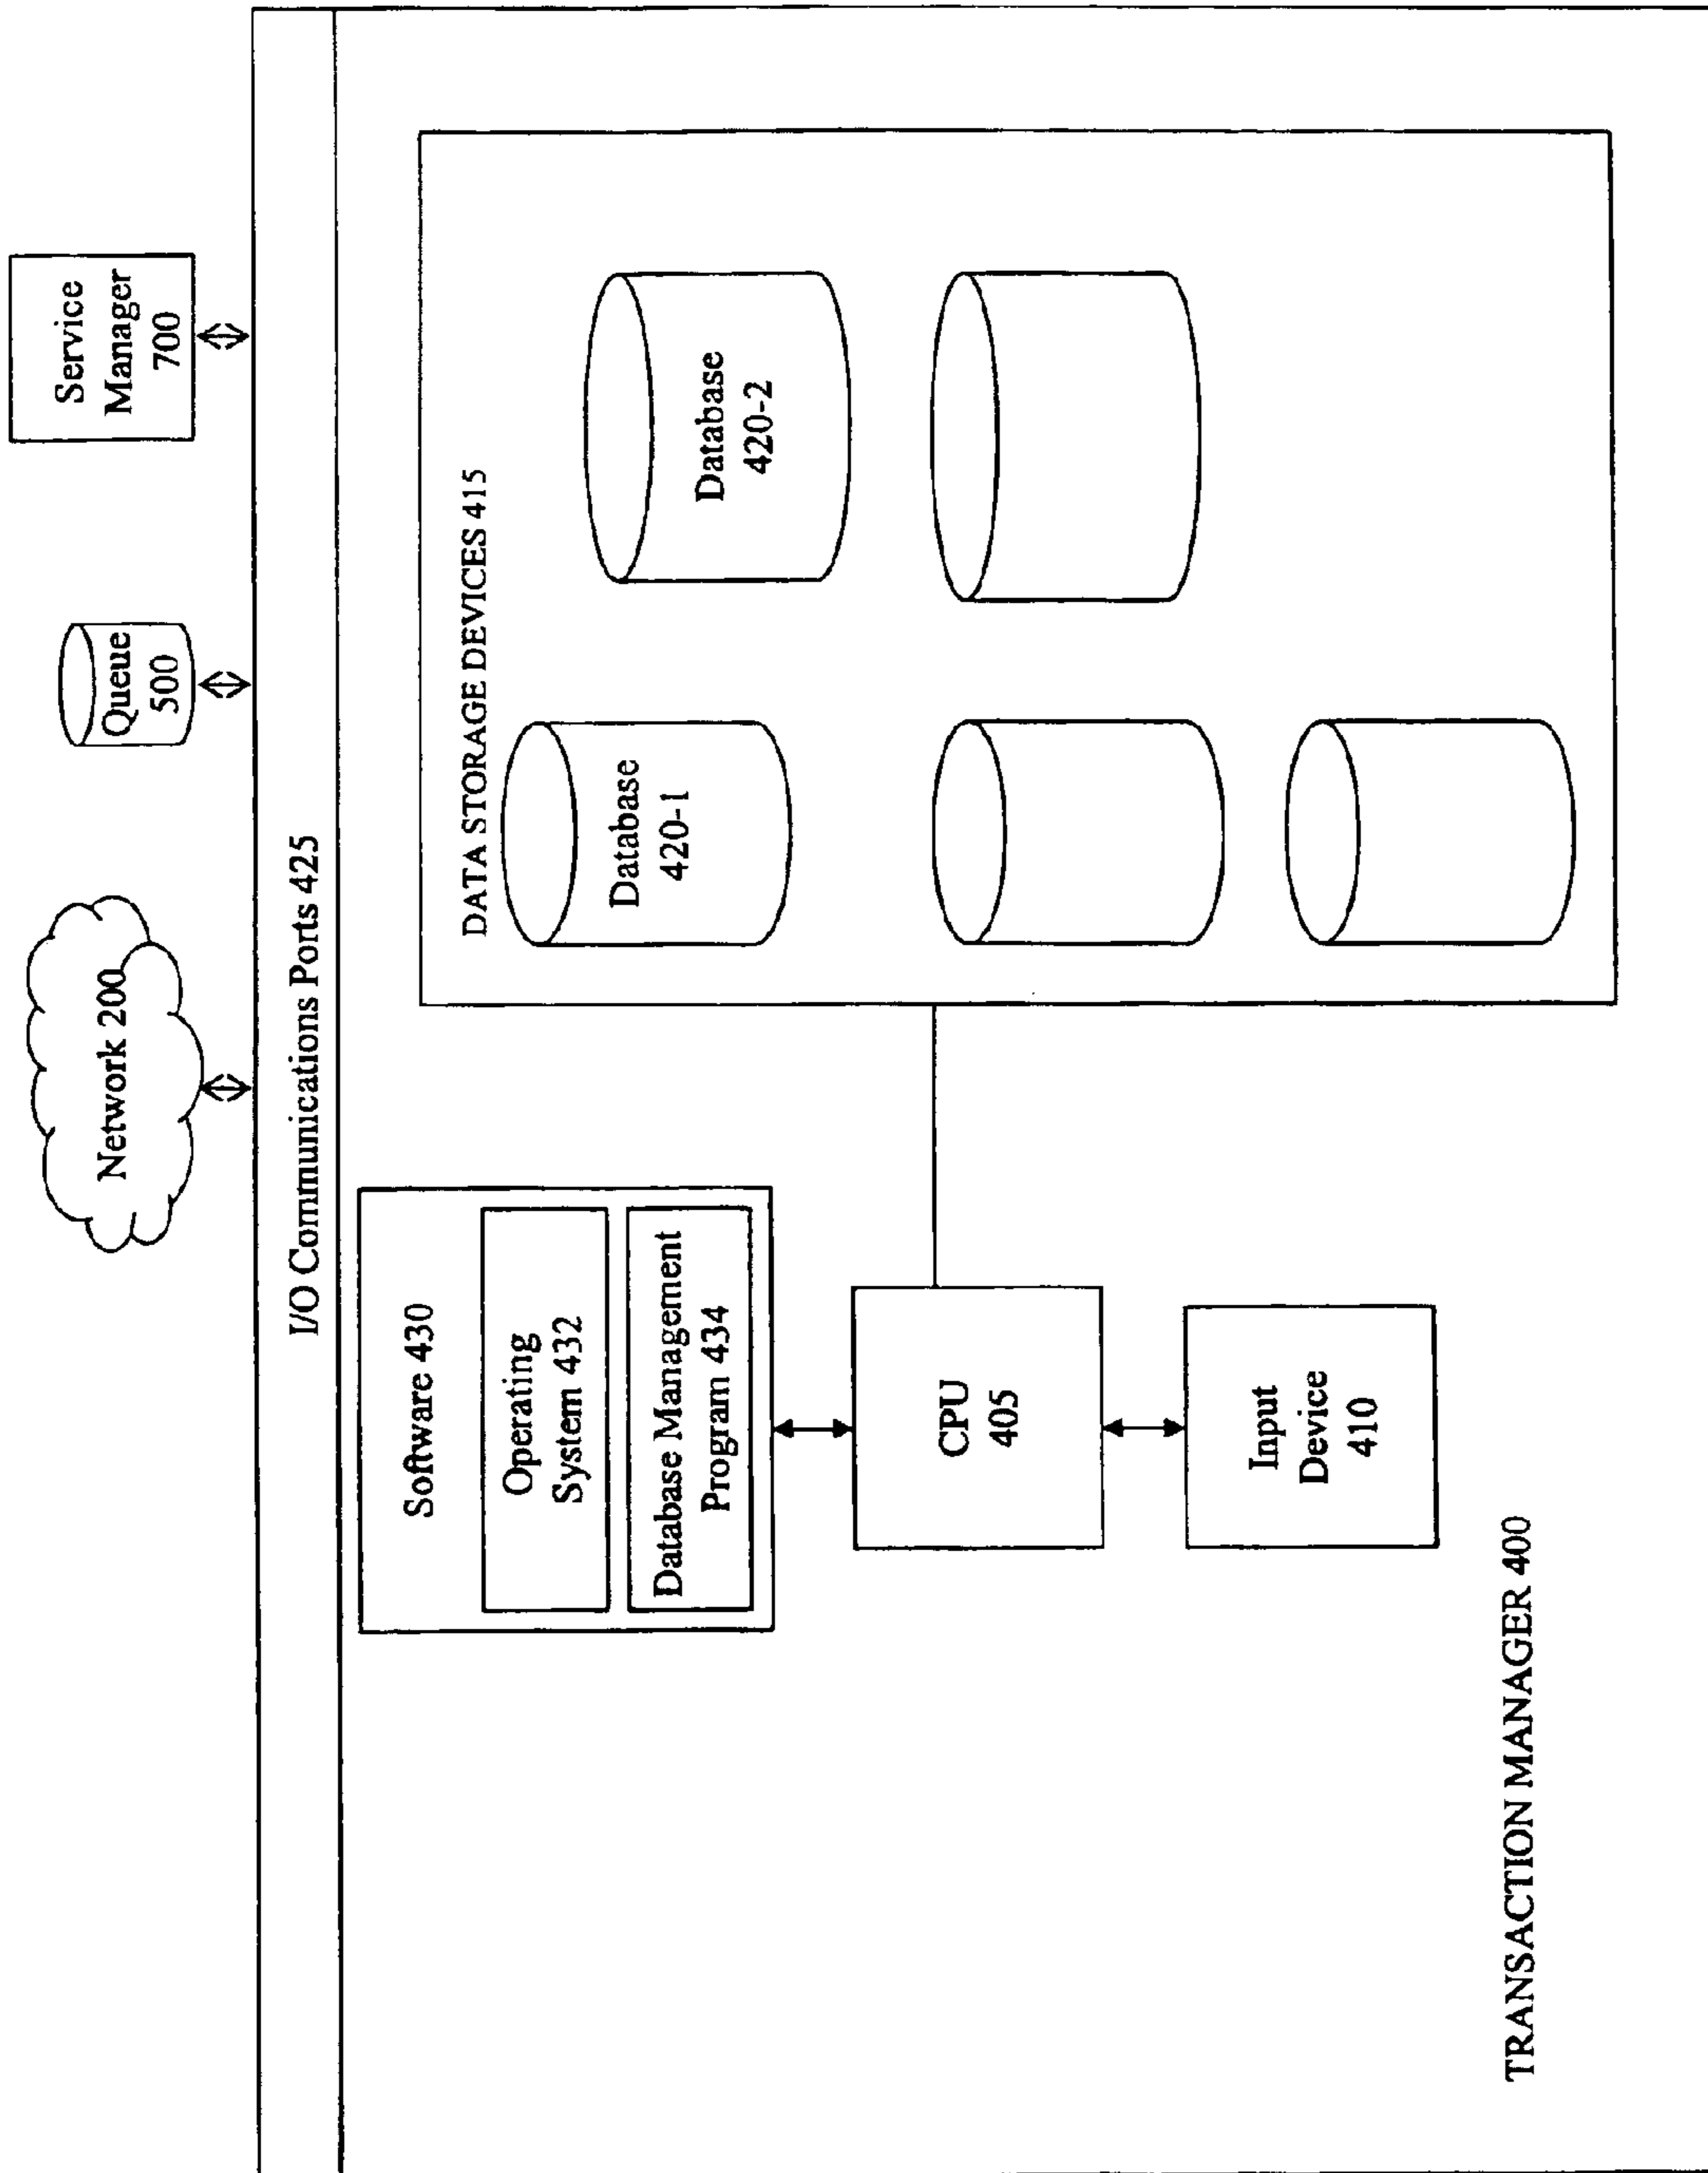 Network 200
Queue
500
Service
Manager
700
I/O Communications Ports 425
Software 430
Operating
System 432
Database Management
Program 434
CPU
405
Input
Device
410
DATA STORAGE DEVICES 415
Database
420-1
Database
420-2
TRANSACTION MANAGER 400